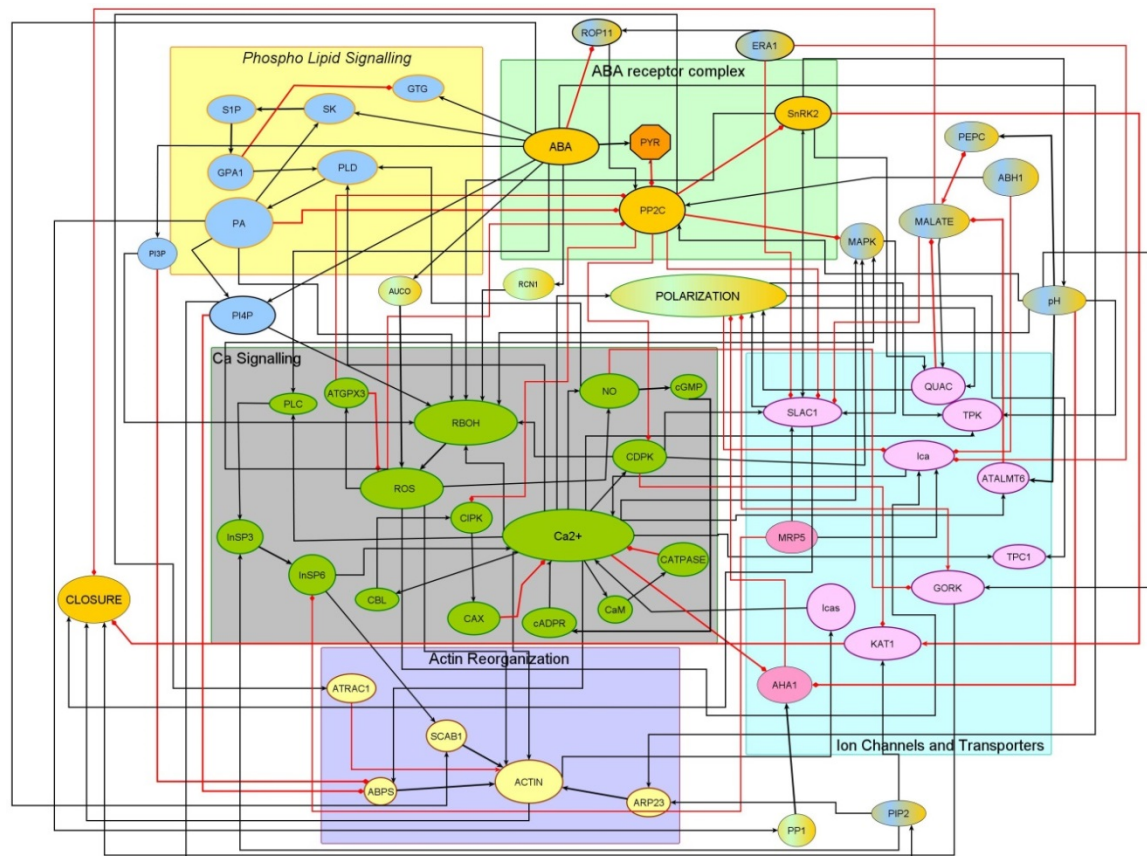 ROP11
ERA1
Phospho Lipid Signalling
ABA receptor complex
GTG
S1P
SK
SnRK2
PEPC
ABA
PYR
GPA1
PLD
ABH1
PA
PP2C
MALATE
MAPK
PI3P
AUCO
RCN1
POLARIZATION
pH
PI4P
Ca Signalling
QUAC
ATGPX3
NO
cGMP
PLC
SLAC1
TPK
RBOH
CDPK
Ica
ROS
ATALMT6
CIPK
InSP3
Ca2+
MRP5
CATPASE
TPC1
InSP6
GORK
CLOSURE
CBL
CAX
cADPR
CaM
Icas
KAT1
Actin Reorganization
ATRAC1
AHA1
SCAB1
Ion Channels and Transporters
ACTIN
ABPS
ARP23
PP1
PIP2